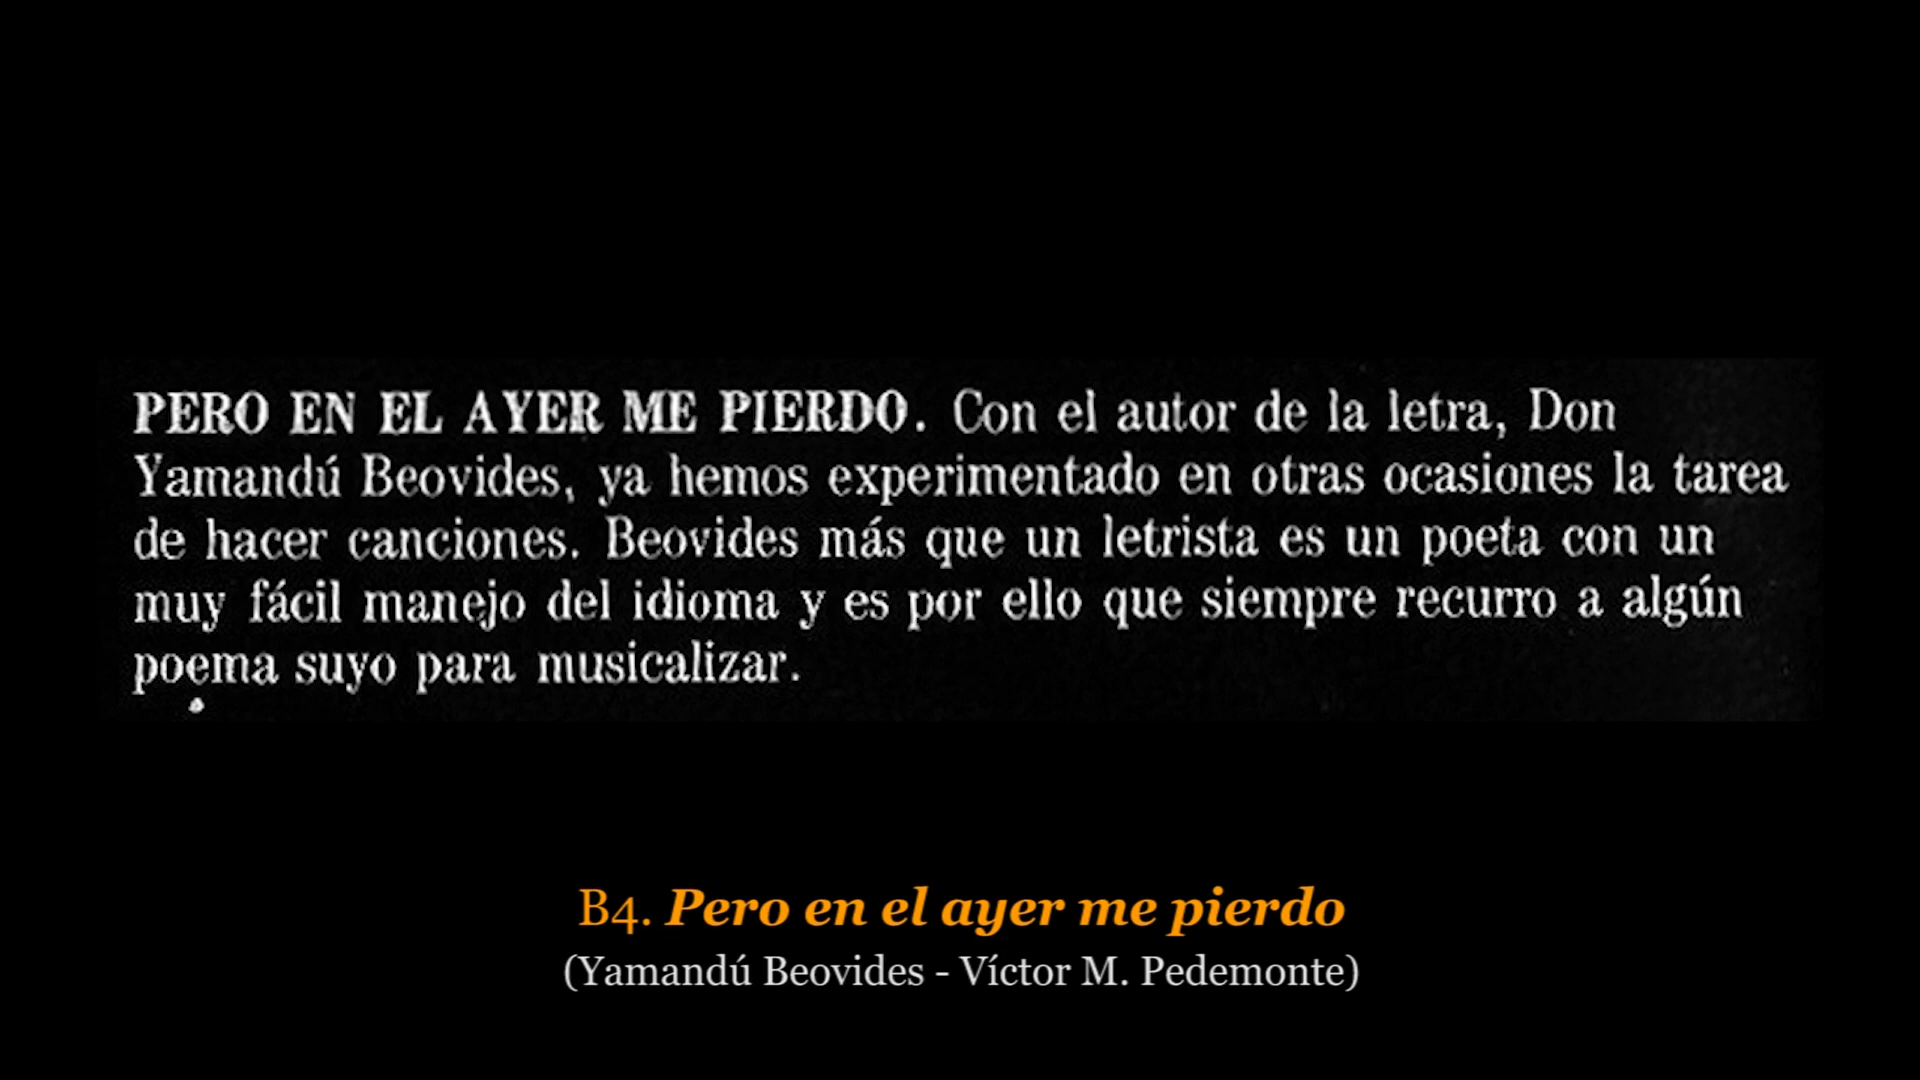 PERO EN EL AYER ME PIERDO. Con el autor de la letra, Don
Yamandú Beovides, ya hemos experimentado en otras ocasiones la tarea
de hacer canciones. Beovides más que un letrista es un poeta con un
muy fácil manejo del idioma y es por ello que siempre recurro a algún
poema suyo para musicalizar.
B4. Pero en el ayer me pierdo
(Yamandú Beovides - Víctor M. Pedemonte)